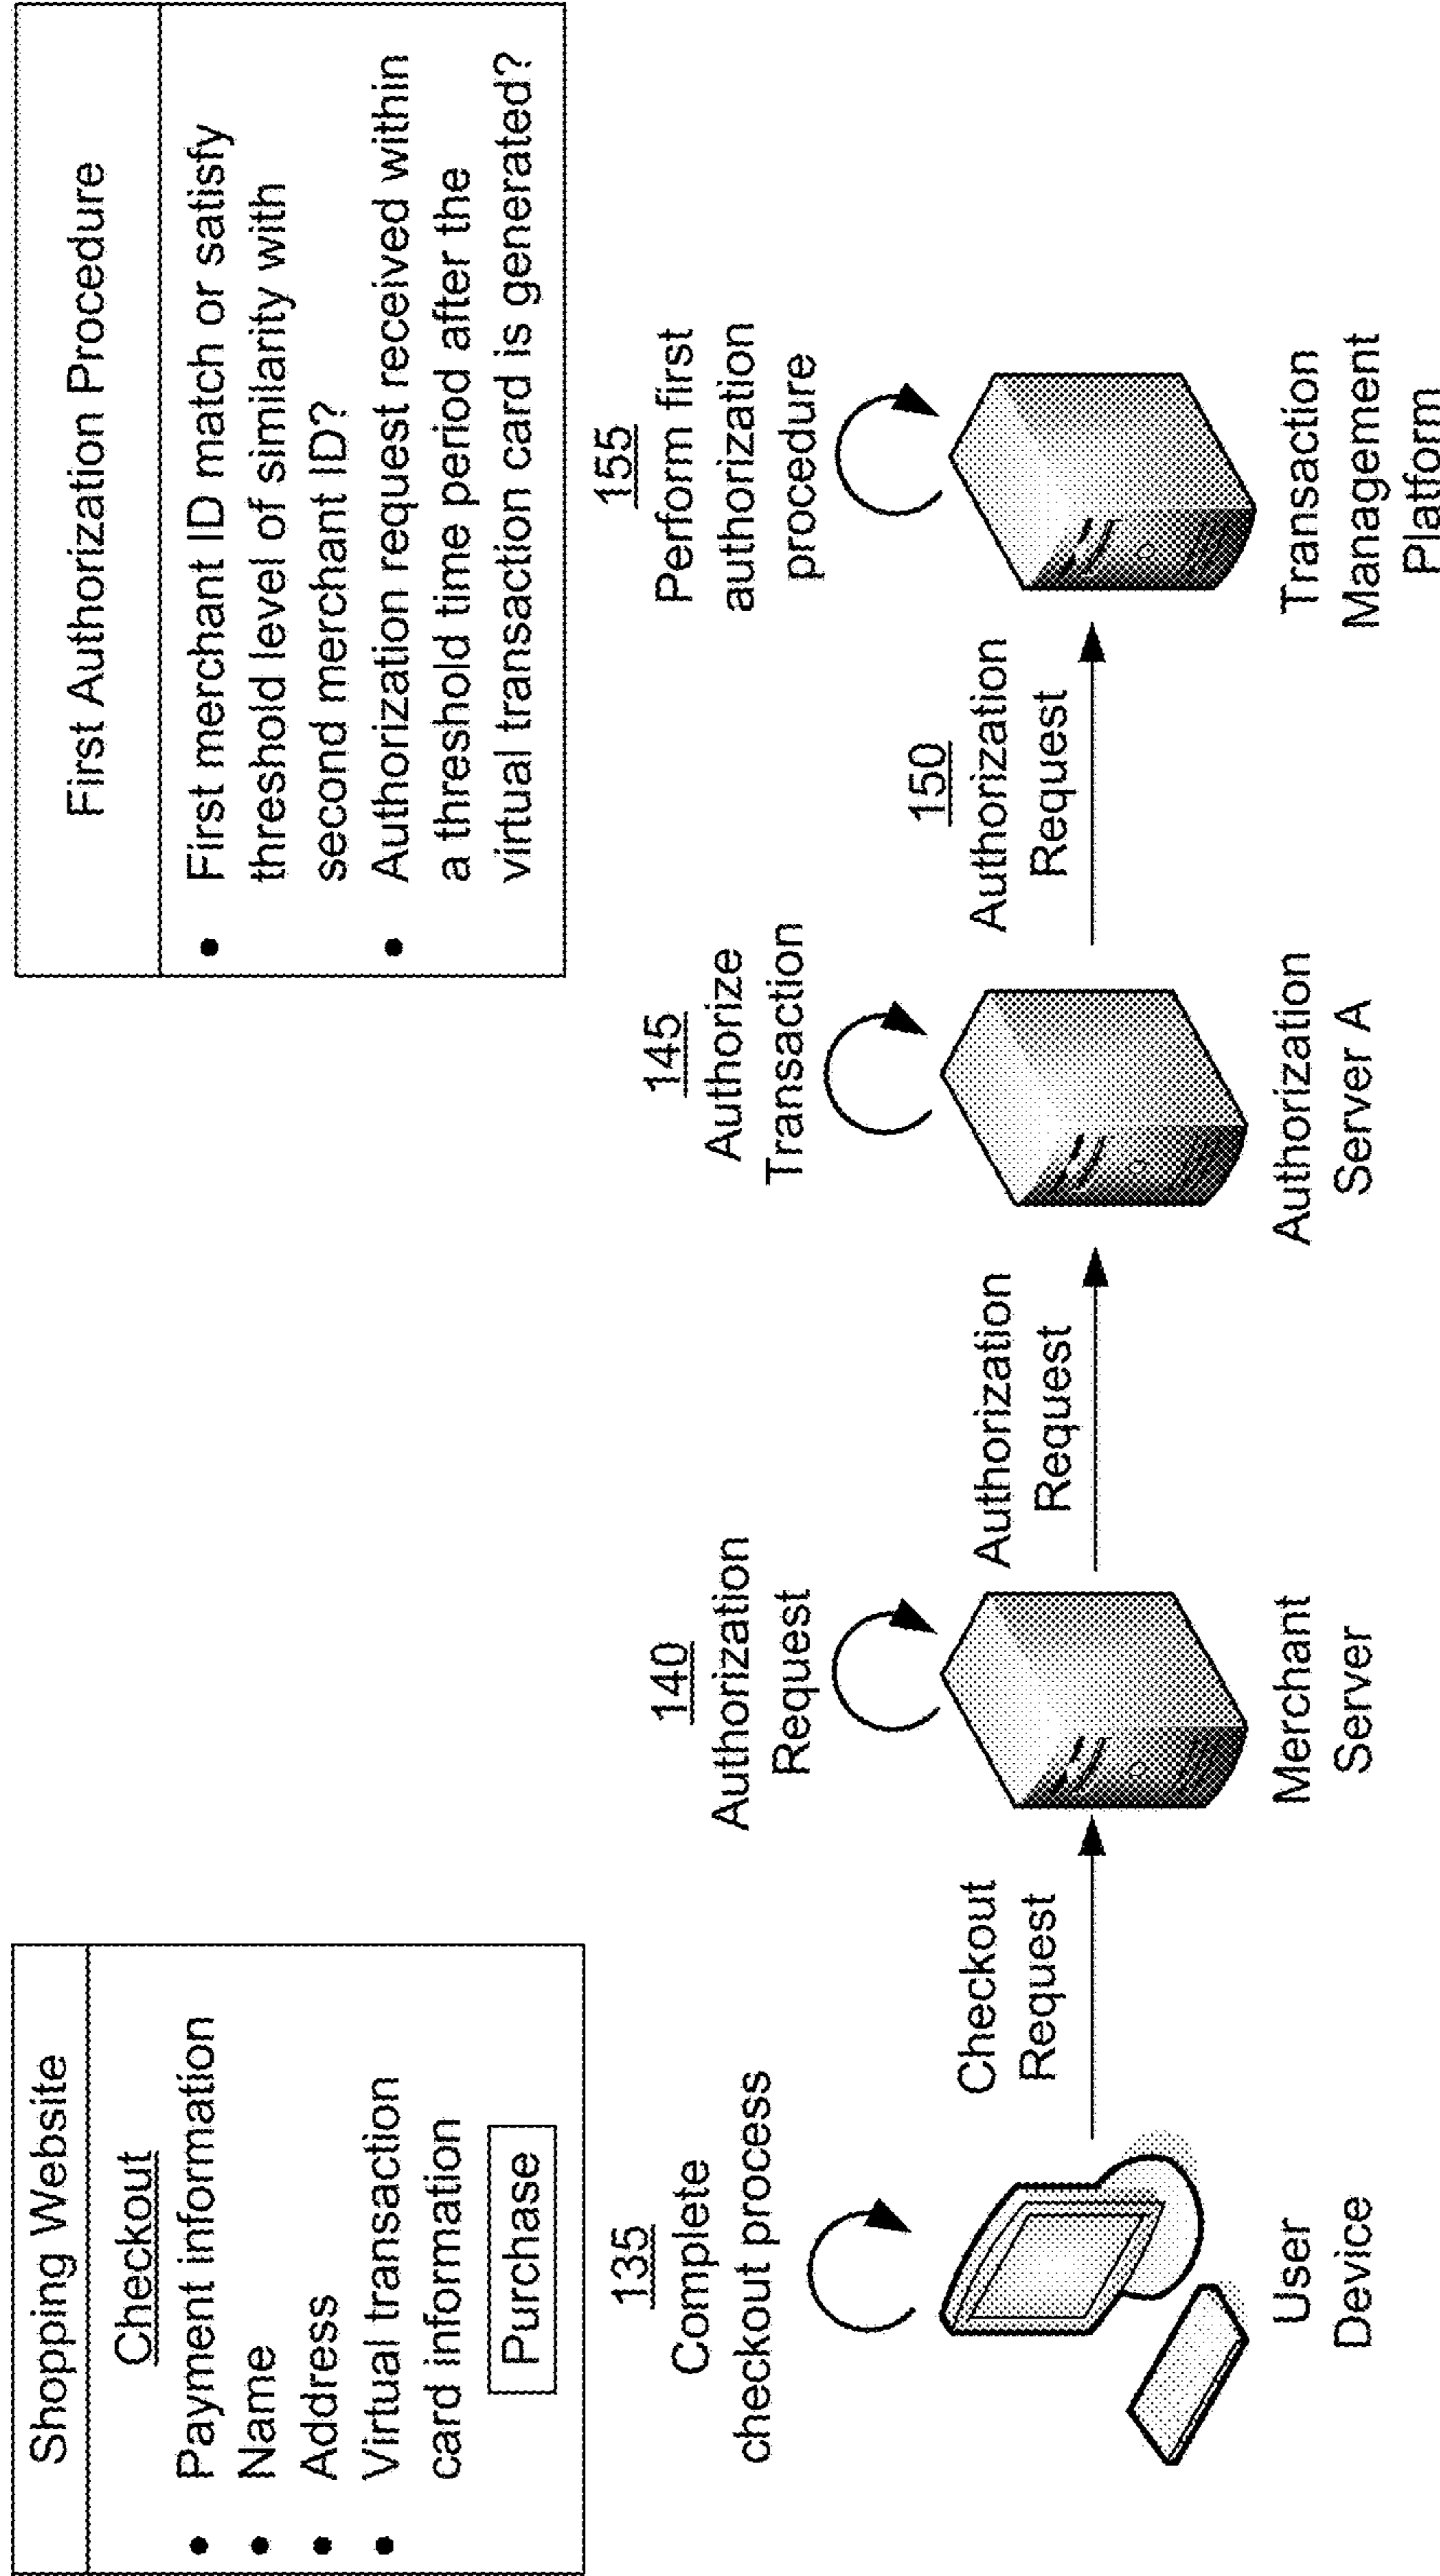 Shopping Website
Checkout
• Payment information
• Name
• Address
• Virtual transaction
card information
Purchase
First Authorization Procedure
• First merchant ID match or satisfy
threshold level of similarity with
second merchant ID?
• Authorization request received within
a threshold time period after the
virtual transaction card is generated?
135
Complete
checkout process
Checkout
Request
140
Authorization
Request
Authorization
Request
145
Authorize
Transaction
150
Authorization
Request
155
Perform first
authorization
procedure
User
Device
Merchant
Server
Authorization
Server A
Transaction
Management
Platform